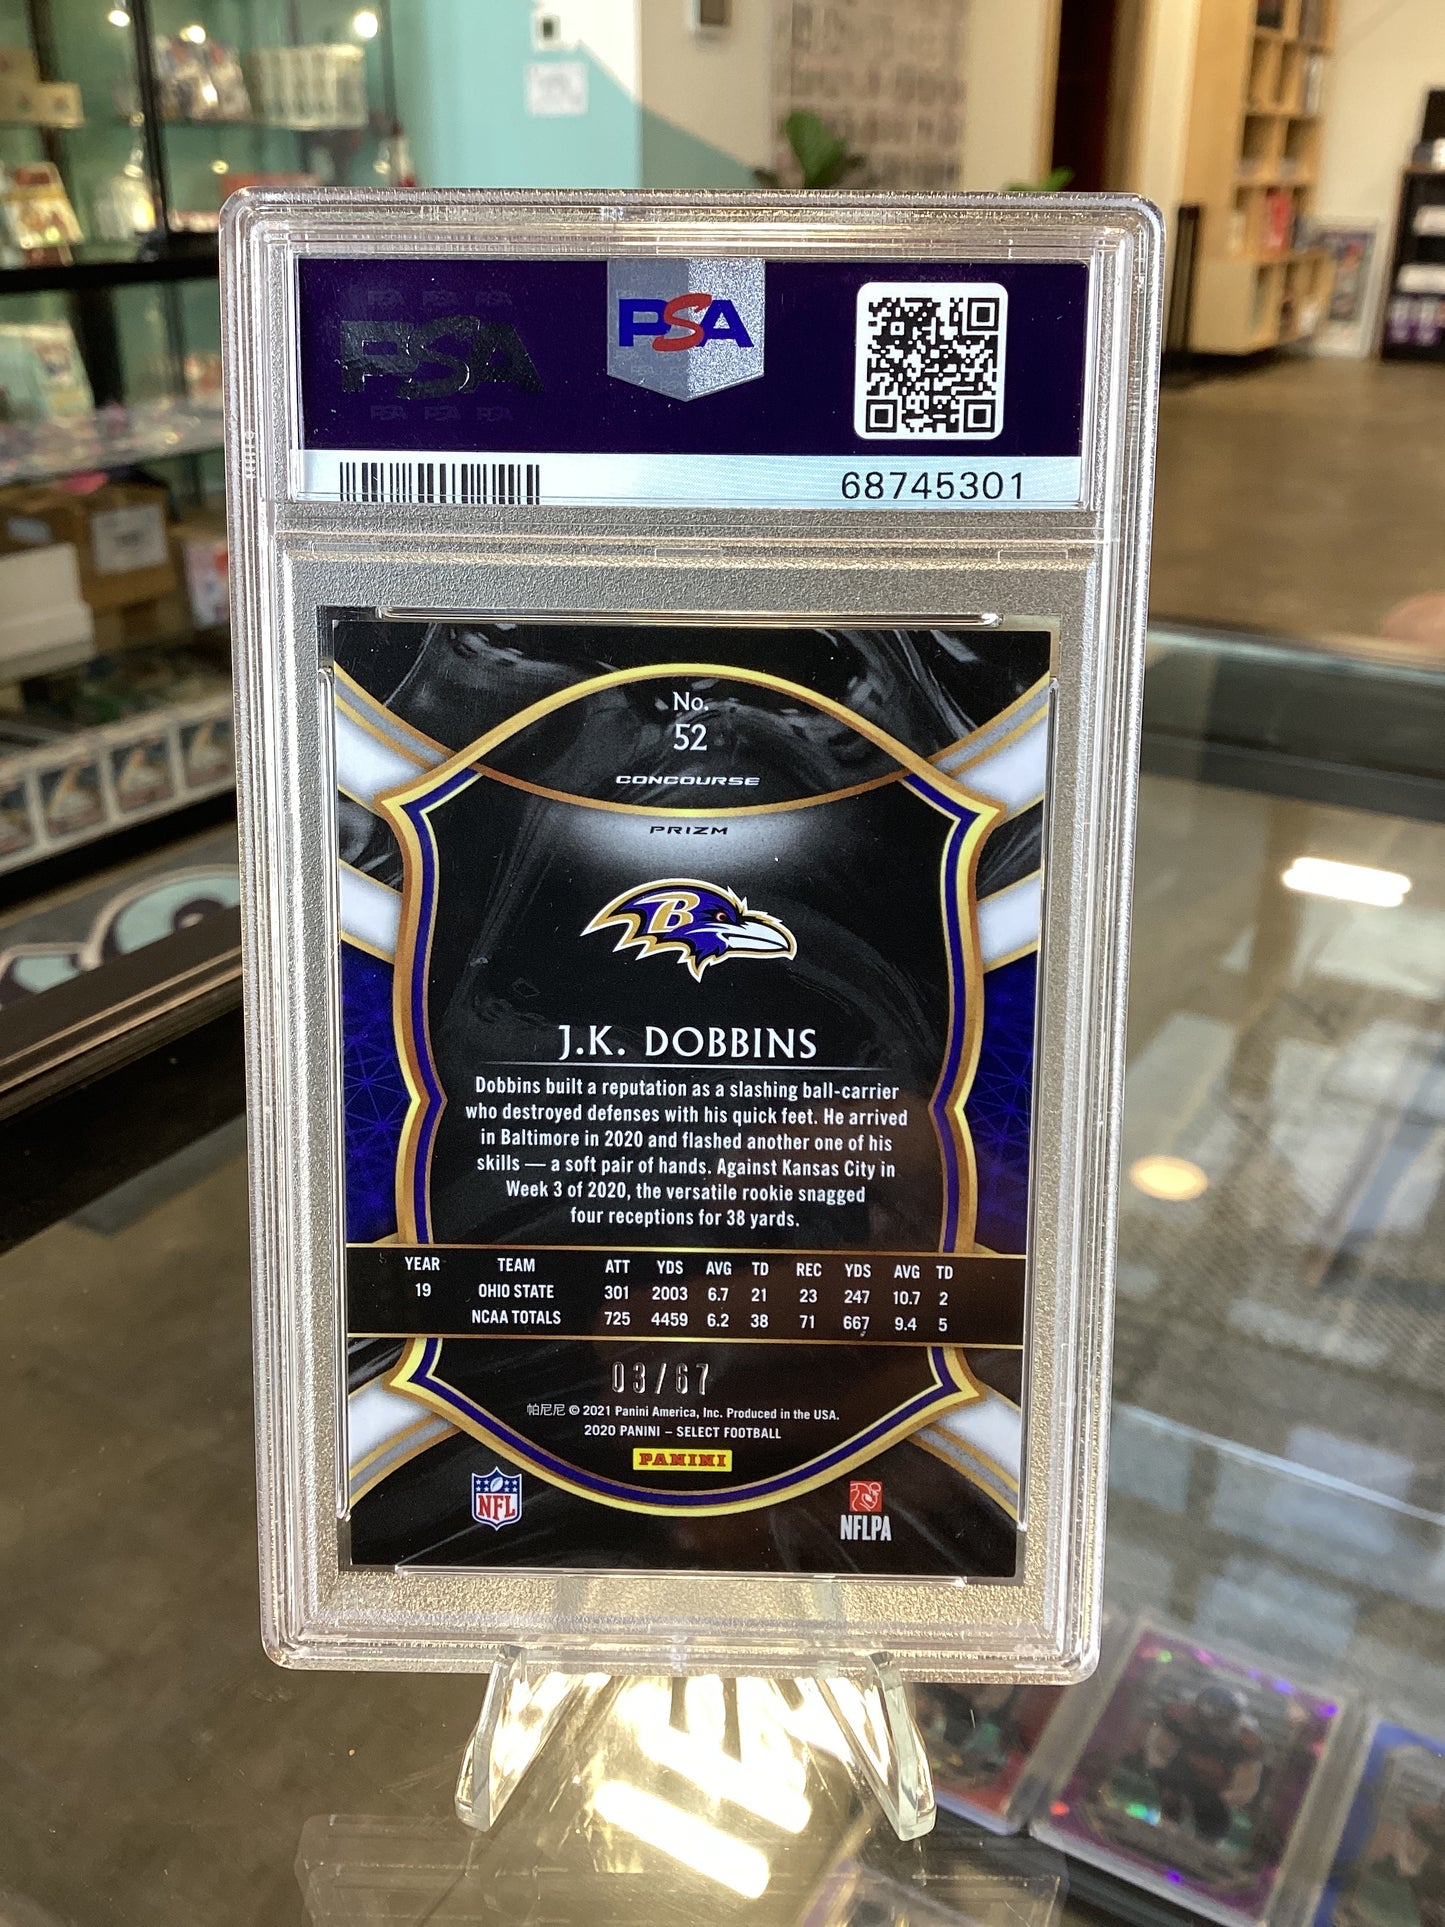 PSA
PSA
68745301
No.
52
CONCOURSE
PRIZM
B
J.K. DOBBINS
Dobbins built a reputation as a slashing ball-carrier
who destroyed defenses with his quick feet. He arrived
in Baltimore in 2020 and flashed another one of his
skills — a soft pair of hands. Against Kansas City in
Week 3 of 2020, the versatile rookie snagged
four receptions for 38 yards.
YEAR TEAM ATT YDS AVG TD REC YDS AVG TD
19 OHIO STATE 301 2003 6.7 21 23 247 10.7 2
NCAA TOTALS 725 4459 6.2 38 71 667 9.4 5
03/67
帕尼尼 © 2021 Panini America, Inc. Produced in the USA.
2020 PANINI – SELECT FOOTBALL
PANINI
NFL
NFLPA